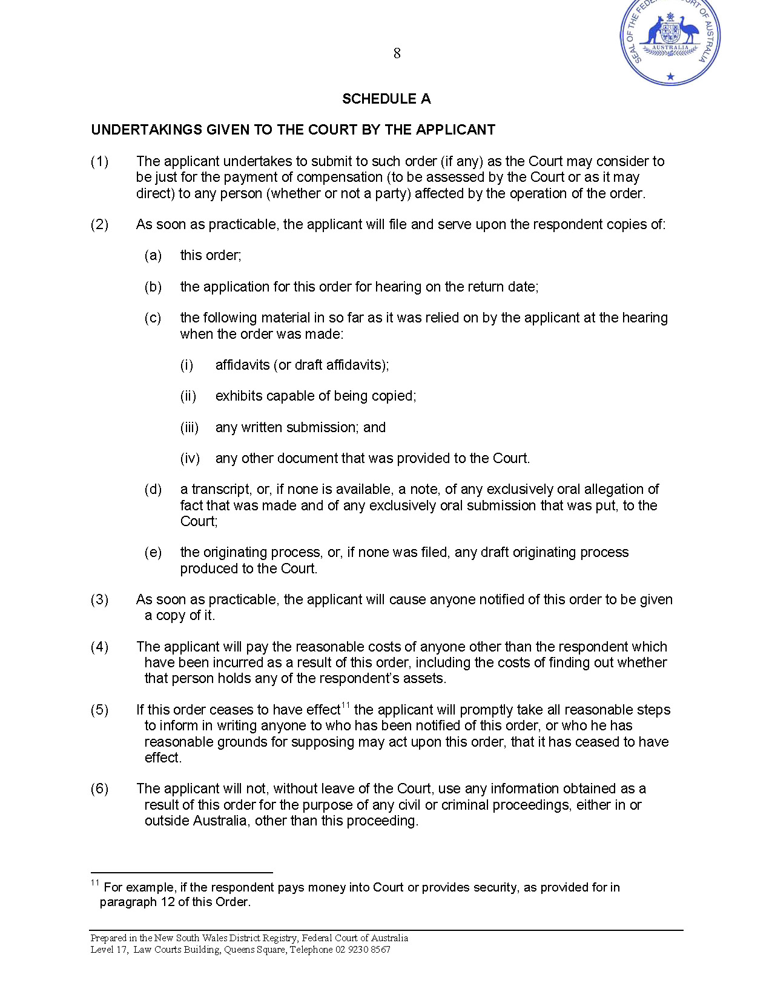 SEAL OF THE FEDERAL COURT OF AUSTRALIA
AUSTRALIA
8
SCHEDULE A
UNDERTAKINGS GIVEN TO THE COURT BY THE APPLICANT
(1) The applicant undertakes to submit to such order (if any) as the Court may consider to
be just for the payment of compensation (to be assessed by the Court or as it may
direct) to any person (whether or not a party) affected by the operation of the order.
(2) As soon as practicable, the applicant will file and serve upon the respondent copies of:
(a) this order;
(b) the application for this order for hearing on the return date;
(c) the following material in so far as it was relied on by the applicant at the hearing
when the order was made:
(i) affidavits (or draft affidavits);
(ii) exhibits capable of being copied;
(iii) any written submission; and
(iv) any other document that was provided to the Court.
(d) a transcript, or, if none is available, a note, of any exclusively oral allegation of
fact that was made and of any exclusively oral submission that was put, to the
Court;
(e) the originating process, or, if none was filed, any draft originating process
produced to the Court.
(3) As soon as practicable, the applicant will cause anyone notified of this order to be given
a copy of it.
(4) The applicant will pay the reasonable costs of anyone other than the respondent which
have been incurred as a result of this order, including the costs of finding out whether
that person holds any of the respondent's assets.
(5) If this order ceases to have effect11 the applicant will promptly take all reasonable steps
to inform in writing anyone to who has been notified of this order, or who he has
reasonable grounds for supposing may act upon this order, that it has ceased to have
effect.
(6) The applicant will not, without leave of the Court, use any information obtained as a
result of this order for the purpose of any civil or criminal proceedings, either in or
outside Australia, other than this proceeding.
11 For example, if the respondent pays money into Court or provides security, as provided for in
paragraph 12 of this Order.
Prepared in the New South Wales District Registry, Federal Court of Australia
Level 17, Law Courts Building, Queens Square, Telephone 02 9230 8567